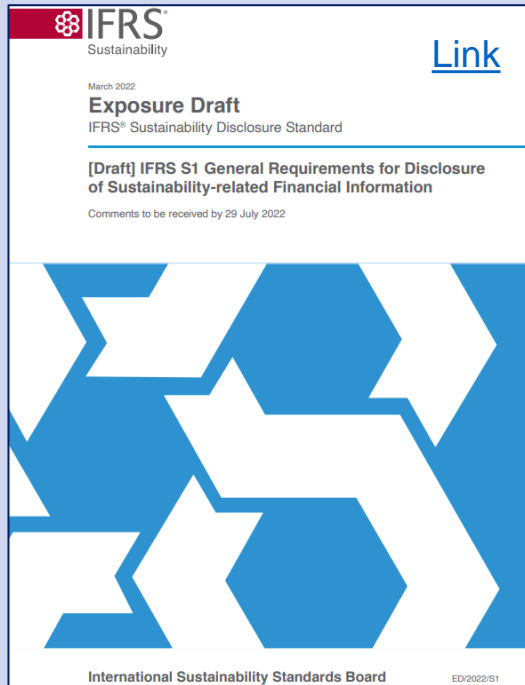 IFRS®
Sustainability
Link
March 2022
Exposure Draft
IFRS® Sustainability Disclosure Standard
[Draft] IFRS S1 General Requirements for Disclosure
of Sustainability-related Financial Information
Comments to be received by 29 July 2022
International Sustainability Standards Board
ED/2022/S1